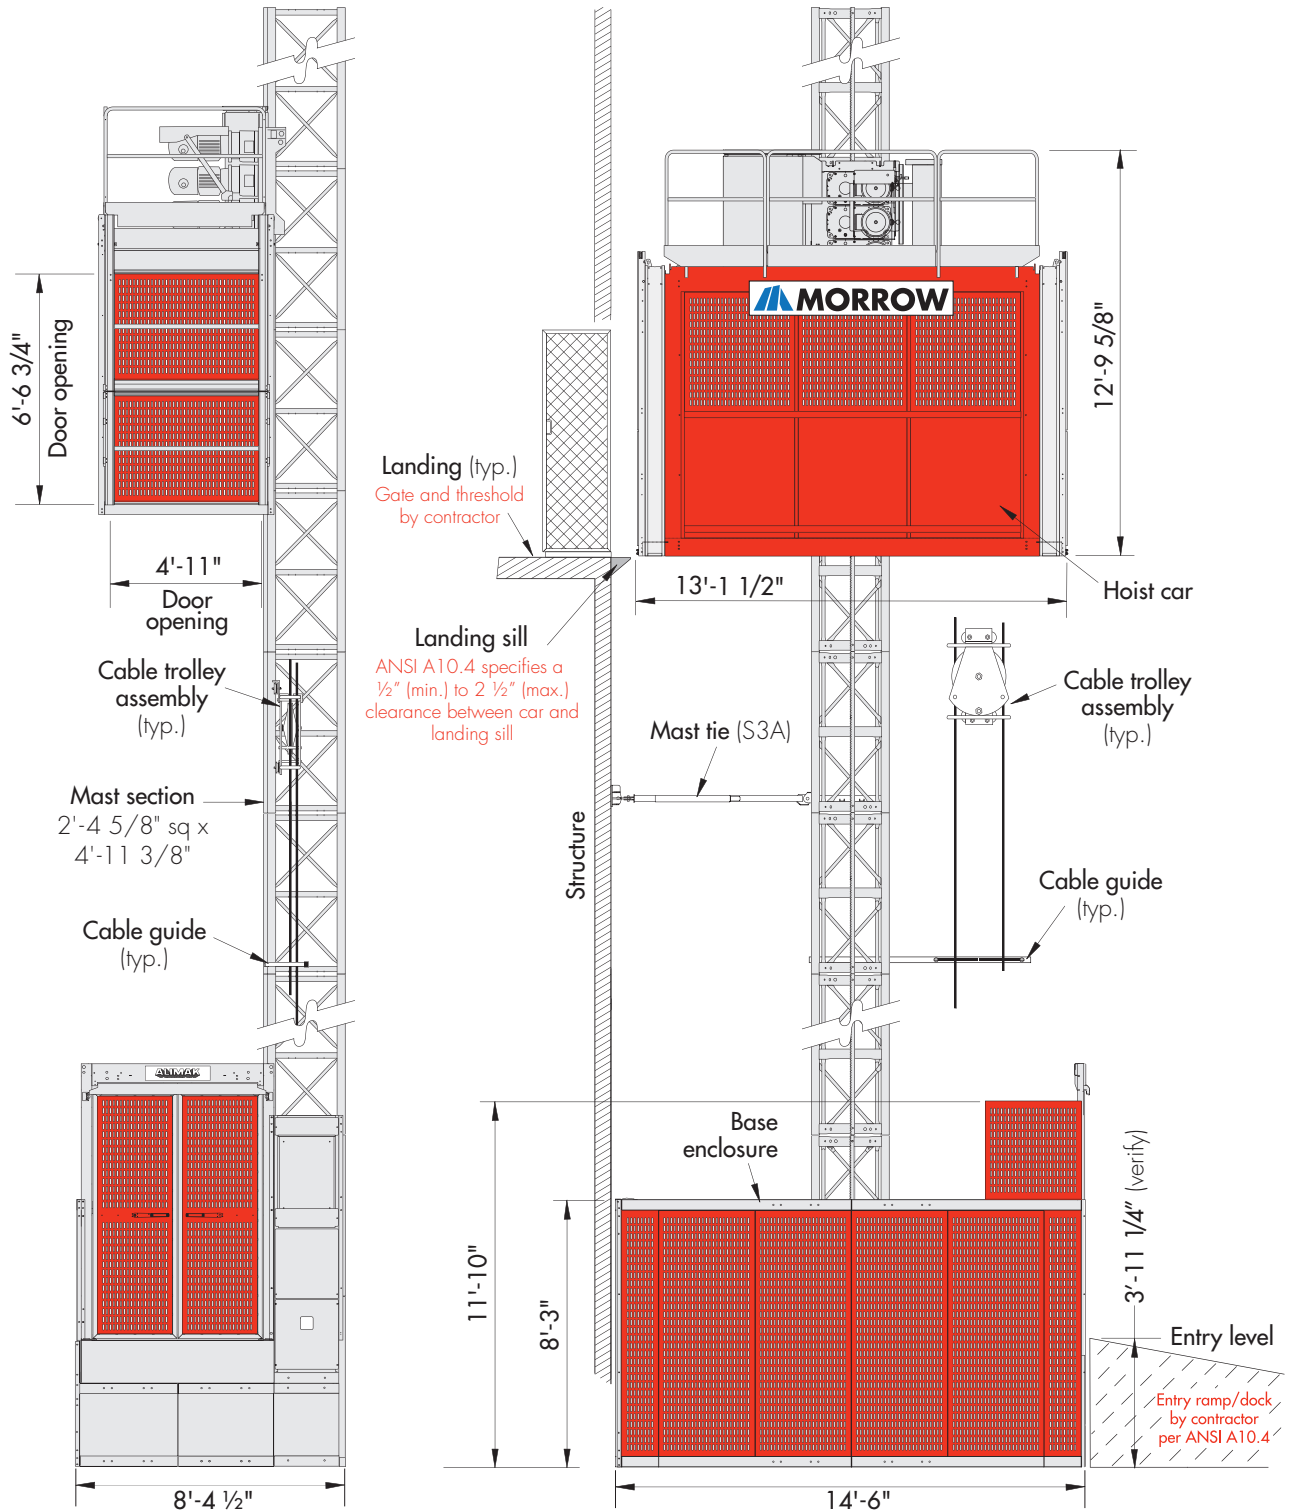 6'-6 3/4"
Door opening
4'-11"
Door
opening
Cable trolley
assembly
(typ.)
Mast section
2'-4 5/8" sq x
4'-11 3/8"
Cable guide
(typ.)
ALIMAK
8'-4 ½"
MORROW
12'-9 5/8"
Landing (typ.)
Gate and threshold
by contractor
13'-1 1/2"
Hoist car
Landing sill
ANSI A10.4 specifies a
½" (min.) to 2 ½" (max.)
clearance between car and
landing sill
Mast tie (S3A)
Cable trolley
assembly
(typ.)
Structure
Cable guide
(typ.)
Base
enclosure
11'-10"
8'-3"
3'-11 1/4" (verify)
Entry level
Entry ramp/dock
by contractor
per ANSI A10.4
14'-6"